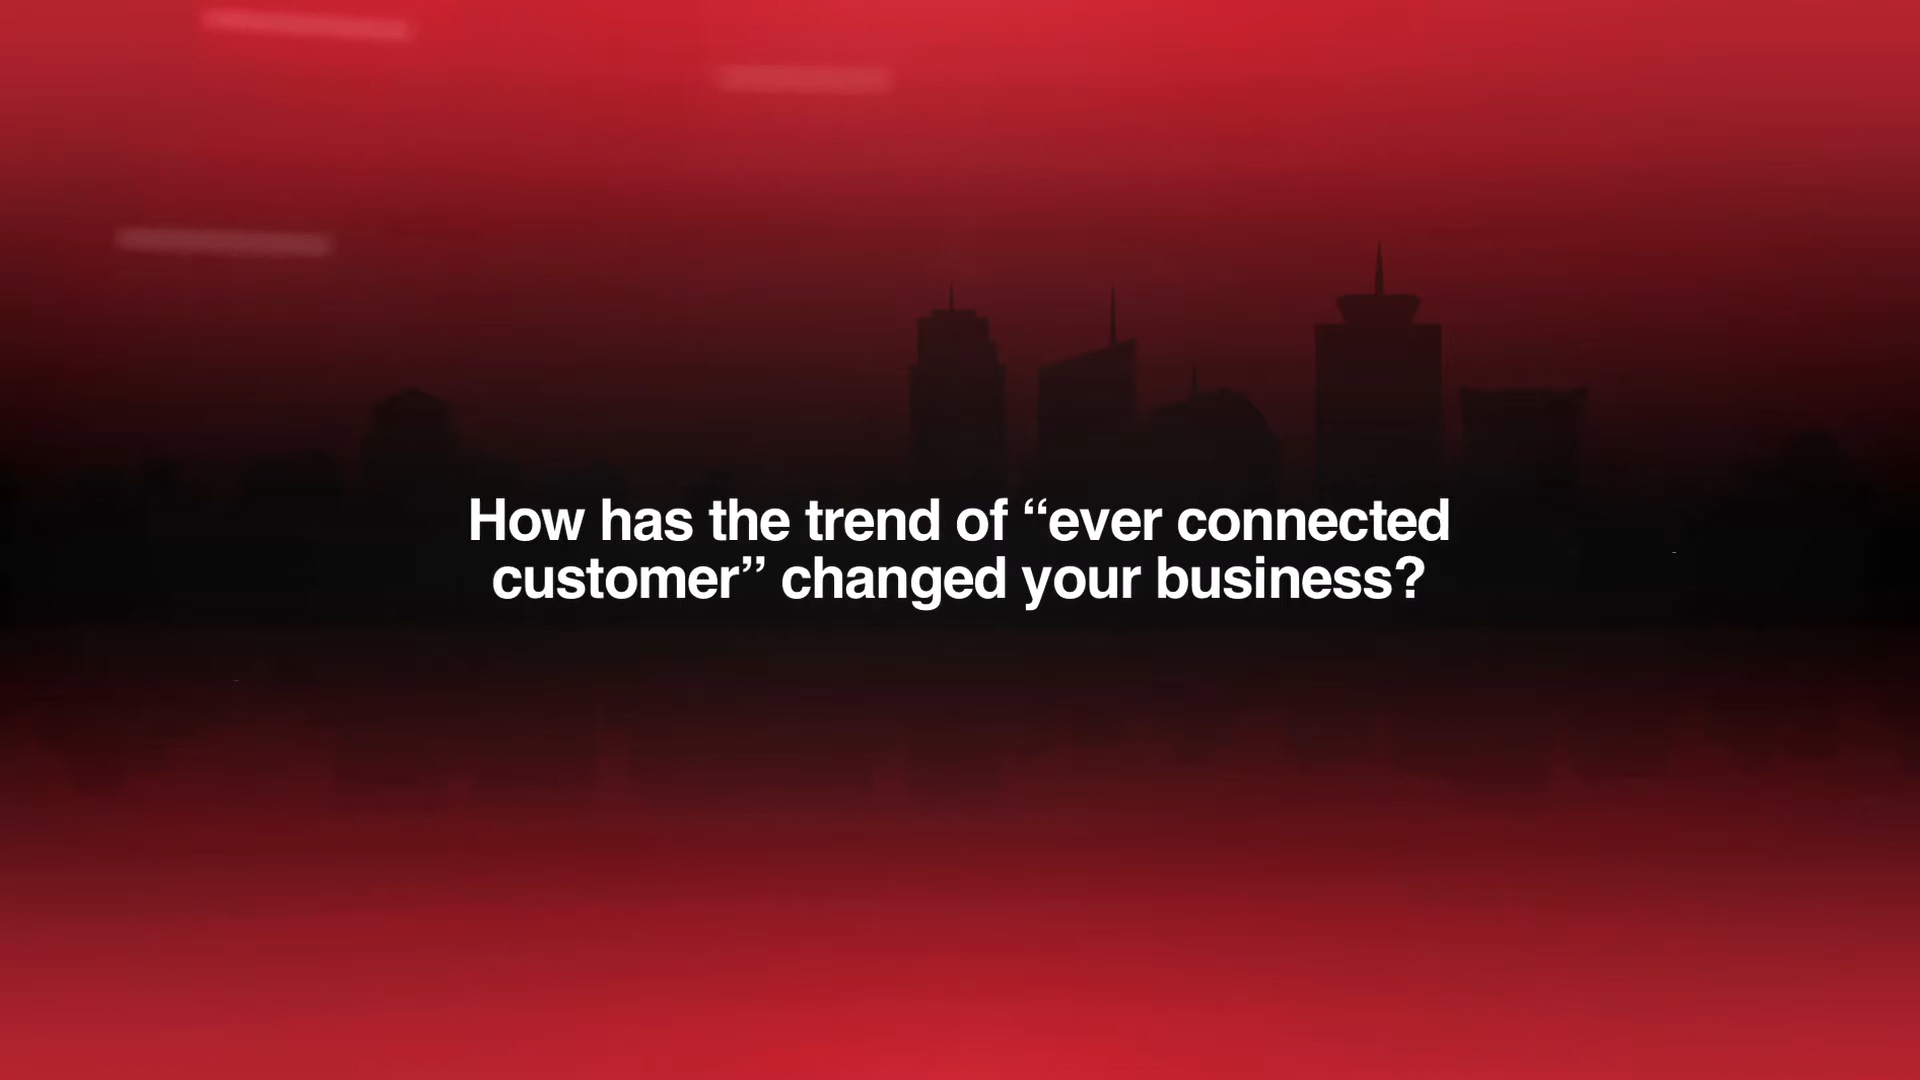 How has the trend of “ever connected
customer” changed your business?